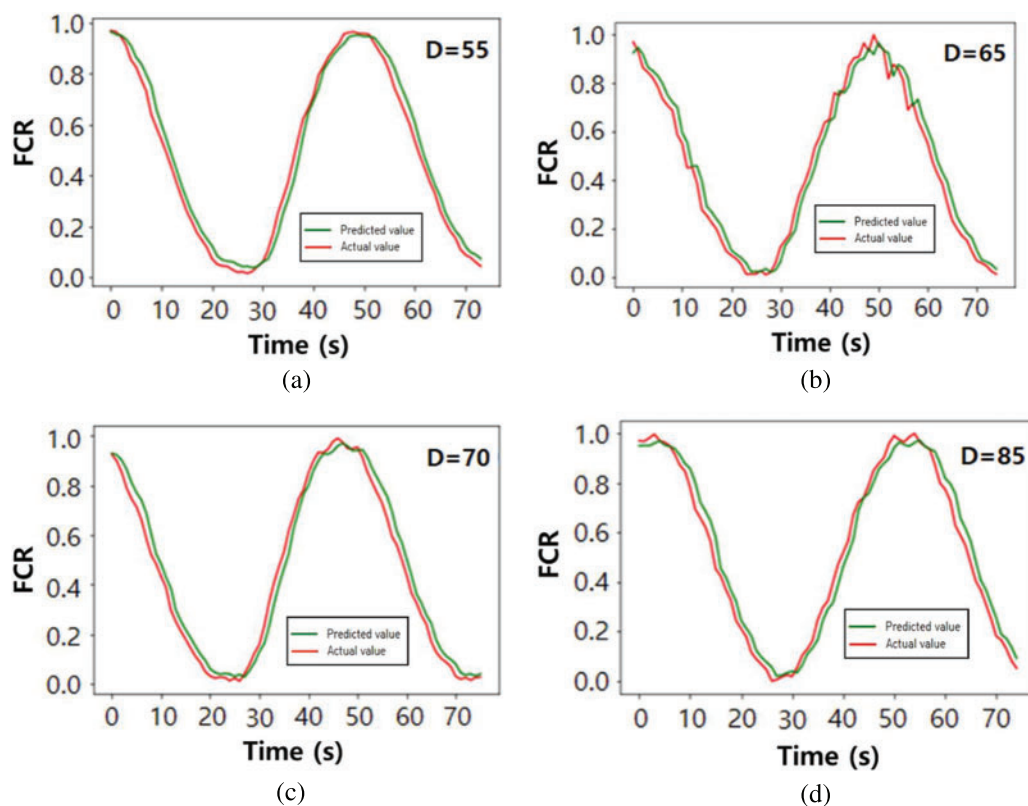 1.0
0.8
0.6
0.4
0.2
0.0
FCR
D=55
Predicted value
Actual value
0 10 20 30 40 50 60 70
Time (s)
(a)
1.0
0.8
0.6
0.4
0.2
0.0
FCR
D=65
Predicted value
Actual value
0 10 20 30 40 50 60 70
Time (s)
(b)
1.0
0.8
0.6
0.4
0.2
0.0
FCR
D=70
Predicted value
Actual value
0 10 20 30 40 50 60 70
Time (s)
(c)
1.0
0.8
0.6
0.4
0.2
0.0
FCR
D=85
Predicted value
Actual value
0 10 20 30 40 50 60 70
Time (s)
(d)